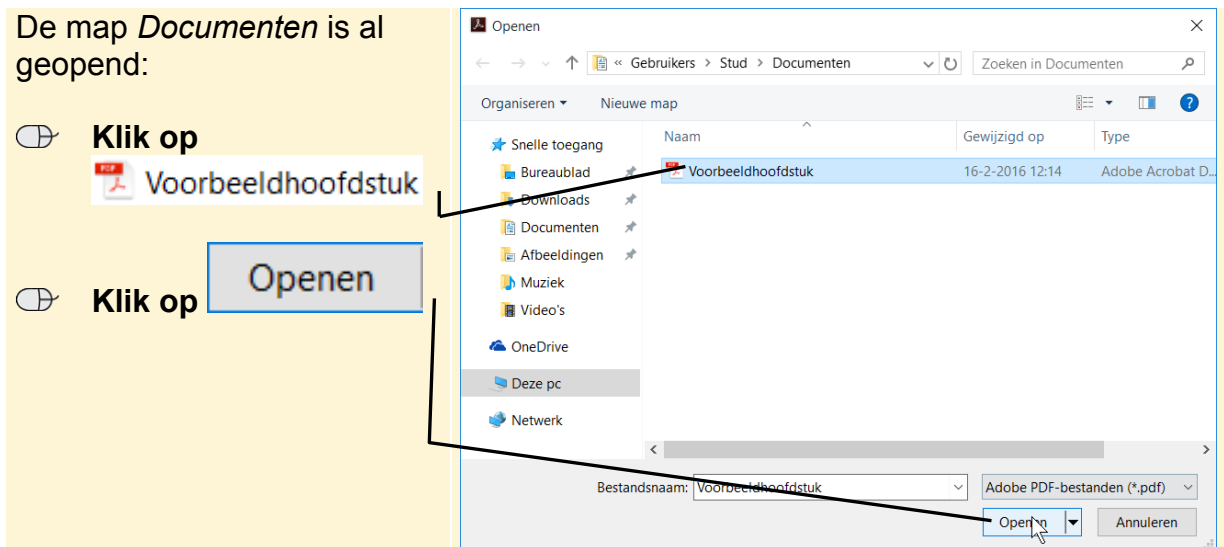 De map Documenten is al
geopend:
Klik op
PDF Voorbeeldhoofdstuk
Klik op Openen
Openen
« Gebruikers > Stud > Documenten
Zoeken in Documenten
Organiseren Nieuwe map
?
Naam Gewijzigd op Type
Snelle toegang
Bureaublad
Downloads
Documenten
Afbeeldingen
Muziek
Video's
OneDrive
Deze pc
Netwerk
PDF Voorbeeldhoofdstuk 16-2-2016 12:14 Adobe Acrobat D...
Bestandsnaam: Voorbeeldhoofdstuk Adobe PDF-bestanden (*.pdf)
Openen Annuleren